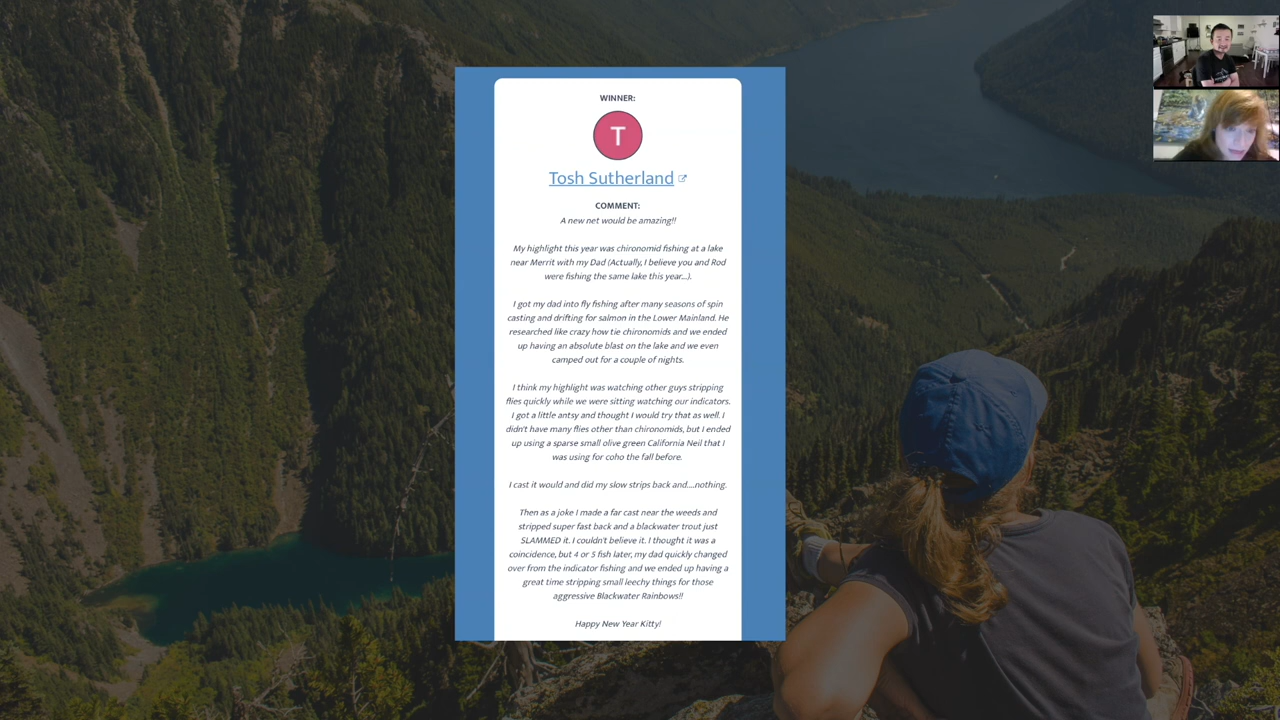 WINNER:
T
Tosh Sutherland
COMMENT:
A new net would be amazing!!
My highlight this year was chironomid fishing at a lake
near Merrit with my Dad (Actually, I believe you and Rod
were fishing the same lake this year...).
I got my dad into fly fishing after many seasons of spin
casting and drifting for salmon in the Lower Mainland. He
researched like crazy how tie chironomids and we ended
up having an absolute blast on the lake and we even
camped out for a couple of nights.
I think my highlight was watching other guys stripping
flies quickly while we were sitting watching our indicators.
I got a little antsy and thought I would try that as well. I
didn't have many flies other than chironomids, but I ended
up using a sparse small olive green California Neil that I
was using for coho the fall before.
I cast it would and did my slow strips back and....nothing.
Then as a joke I made a far cast near the weeds and
stripped super fast back and a blackwater trout just
SLAMMED it. I couldn't believe it. I thought it was a
coincidence, but 4 or 5 fish later, my dad quickly changed
over from the indicator fishing and we ended up having a
great time stripping small leechy things for those
aggressive Blackwater Rainbows!!
Happy New Year Kitty!